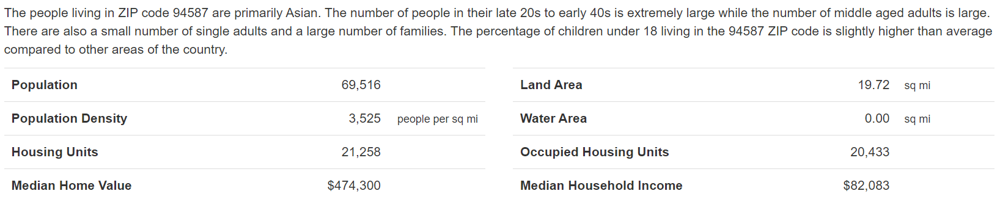 The people living in ZIP code 94587 are primarily Asian. The number of people in their late 20s to early 40s is extremely large while the number of middle aged adults is large.
There are also a small number of single adults and a large number of families. The percentage of children under 18 living in the 94587 ZIP code is slightly higher than average
compared to other areas of the country.
Population 69,516 Land Area 19.72 sq mi
Population Density 3,525 people per sq mi Water Area 0.00 sq mi
Housing Units 21,258 Occupied Housing Units 20,433
Median Home Value $474,300 Median Household Income $82,083